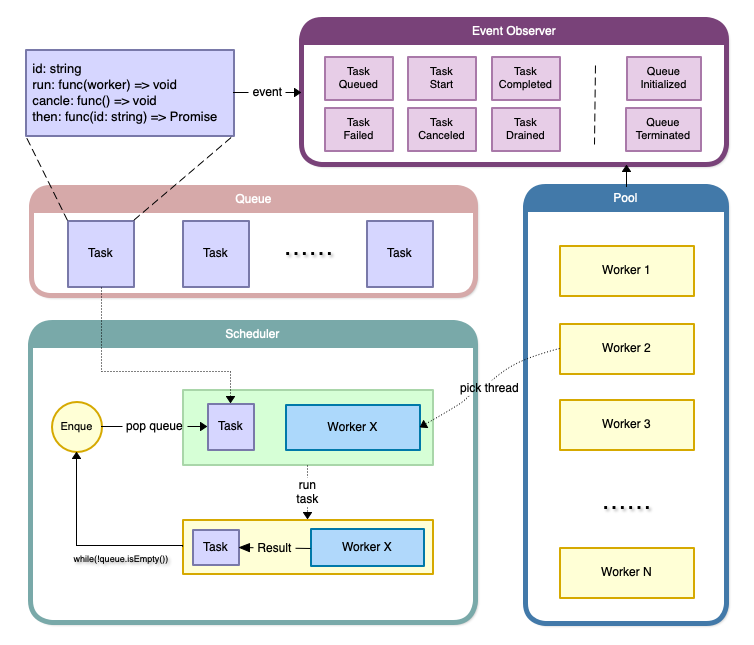 Event Observer
id: string
run: func(worker) => void
cancle: func() => void
then: func(id: string) => Promise
event
Task
Queued
Task
Start
Task
Completed
Queue
Initialized
Task
Failed
Task
Canceled
Task
Drained
Queue
Terminated
Queue
Task
Task
......
Task
Pool
Worker 1
Worker 2
Worker 3
......
Worker N
Scheduler
pick thread
Enque
pop queue
Task
Worker X
run
task
Task
Result
Worker X
while(!queue.isEmpty())